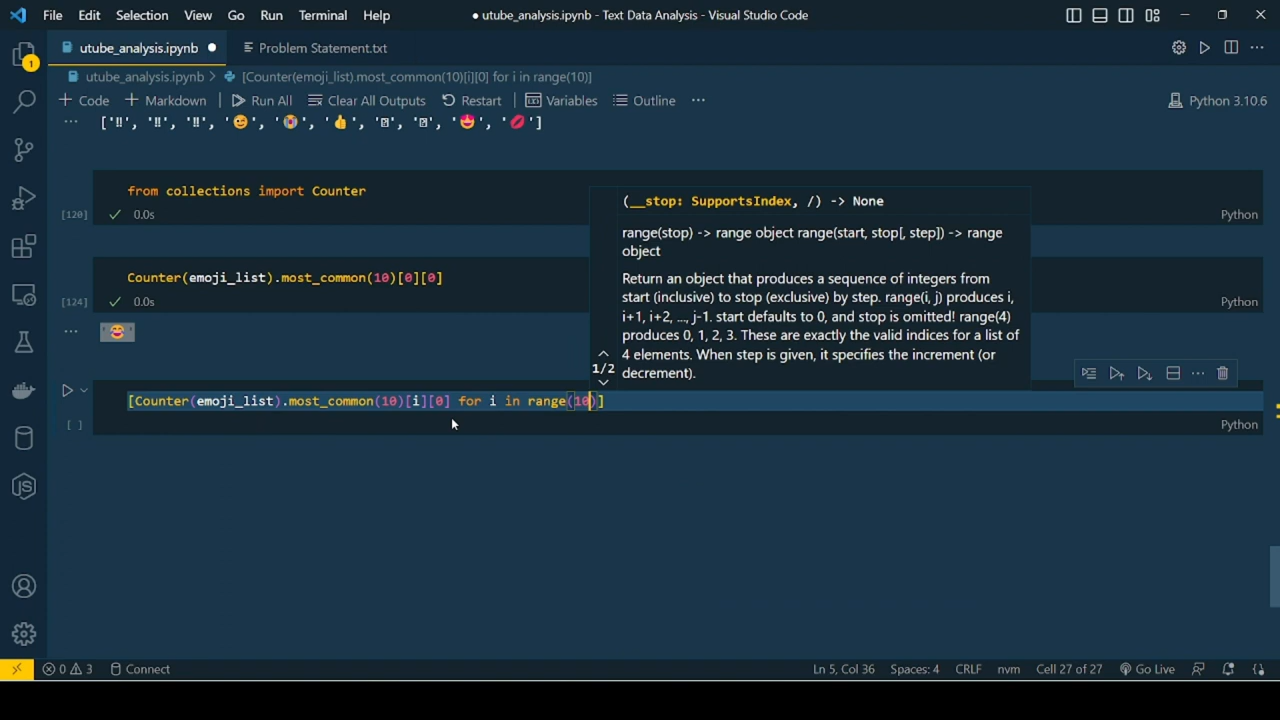 File Edit Selection View Go Run Terminal Help
● utube_analysis.ipynb - Text Data Analysis - Visual Studio Code
utube_analysis.ipynb ● Problem Statement.txt
utube_analysis.ipynb > [Counter(emoji_list).most_common(10)[i][0] for i in range(10)]
+ Code + Markdown Run All Clear All Outputs Restart Variables Outline ··· Python 3.10.6
··· ['‼', '‼', '‼', '😉', '😭', '👍', '', '', '😍', '💋']
from collections import Counter
[120] ✓ 0.0s Python
Counter(emoji_list).most_common(10)[0][0]
[124] ✓ 0.0s Python
··· '😂'
(__stop: SupportsIndex, /) -> None
range(stop) -> range object range(start, stop[, step]) -> range
object
Return an object that produces a sequence of integers from
start (inclusive) to stop (exclusive) by step. range(i, j) produces i,
i+1, i+2, ..., j-1. start defaults to 0, and stop is omitted! range(4)
produces 0, 1, 2, 3. These are exactly the valid indices for a list of
4 elements. When step is given, it specifies the increment (or
decrement).
1/2
[Counter(emoji_list).most_common(10)[i][0] for i in range(10)]
[ ] Python
1
0 3 Connect Ln 5, Col 36 Spaces: 4 CRLF nvm Cell 27 of 27 Go Live